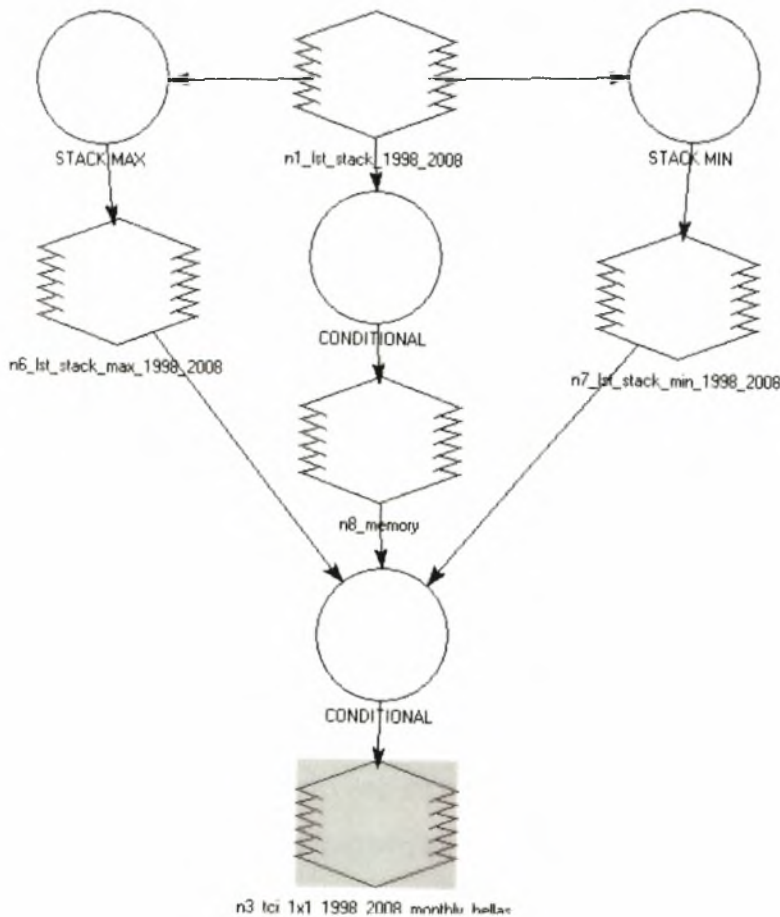 STACK MAX
n1_lst_stack_1998_2008
STACK MIN
CONDITIONAL
n6_lst_stack_max_1998_2008
n7_lst_stack_min_1998_2008
n8_memory
CONDITIONAL
n3_tci_1x1_1998_2008_monthly_hellas